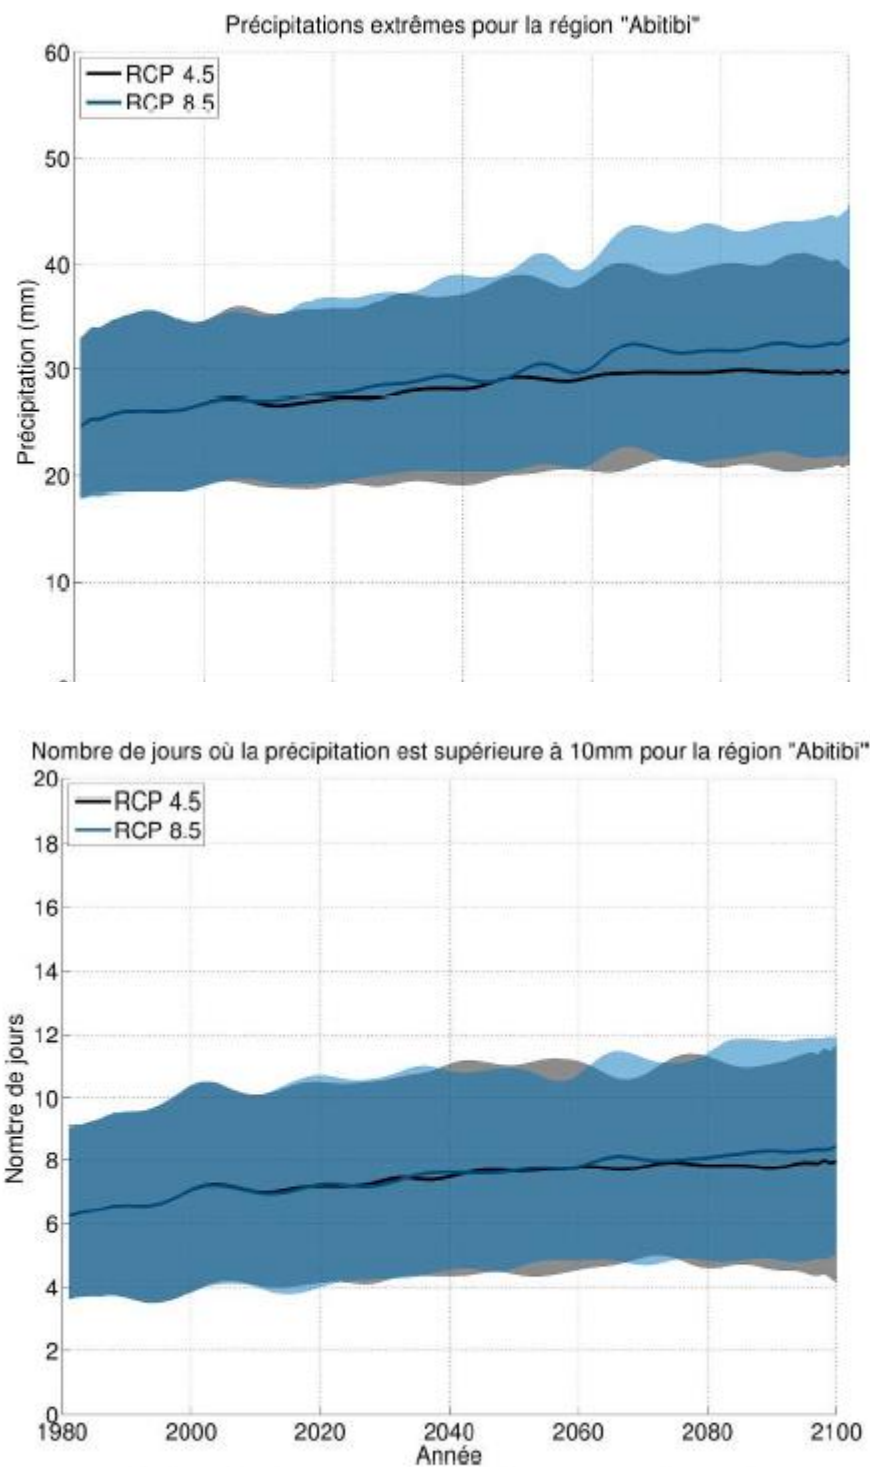 Précipitations extrêmes pour la région "Abitibi"
60
RCP 4.5
RCP 8.5
50
40
30
20
10
Précipitation (mm)
Nombre de jours où la précipitation est supérieure à 10mm pour la région "Abitibi"
20
RCP 4.5
RCP 8.5
18
16
14
12
10
8
6
4
2
0
Nombre de jours
1980 2000 2020 2040 2060 2080 2100
Année